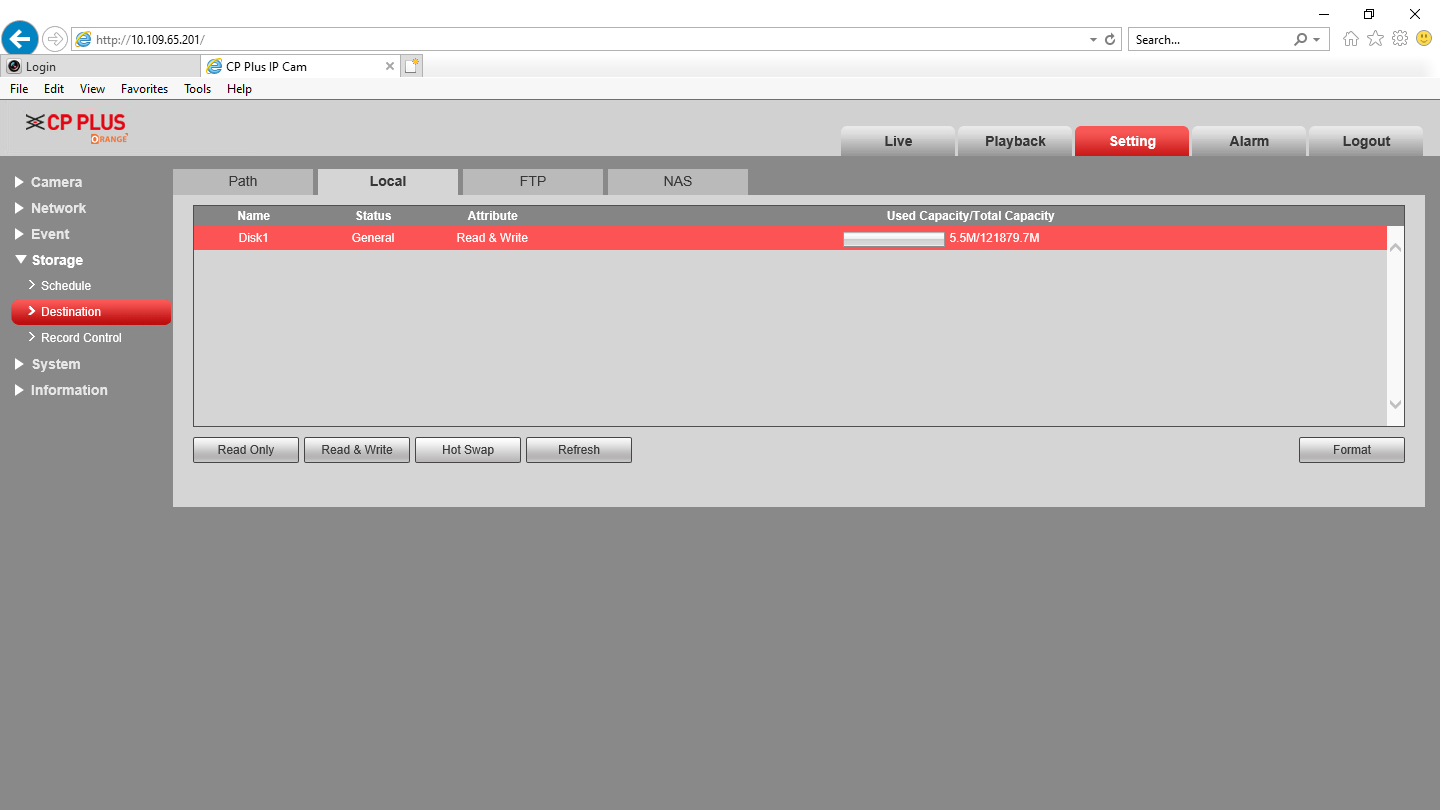 http://10.109.65.201/
Search...
Login
CP Plus IP Cam
File Edit View Favorites Tools Help
CP PLUS
ORANGE
Live Playback Setting Alarm Logout
Camera
Network
Event
Storage
Schedule
Destination
Record Control
System
Information
Path Local FTP NAS
Name Status Attribute Used Capacity/Total Capacity
Disk1 General Read & Write 5.5M/121879.7M
Read Only Read & Write Hot Swap Refresh Format